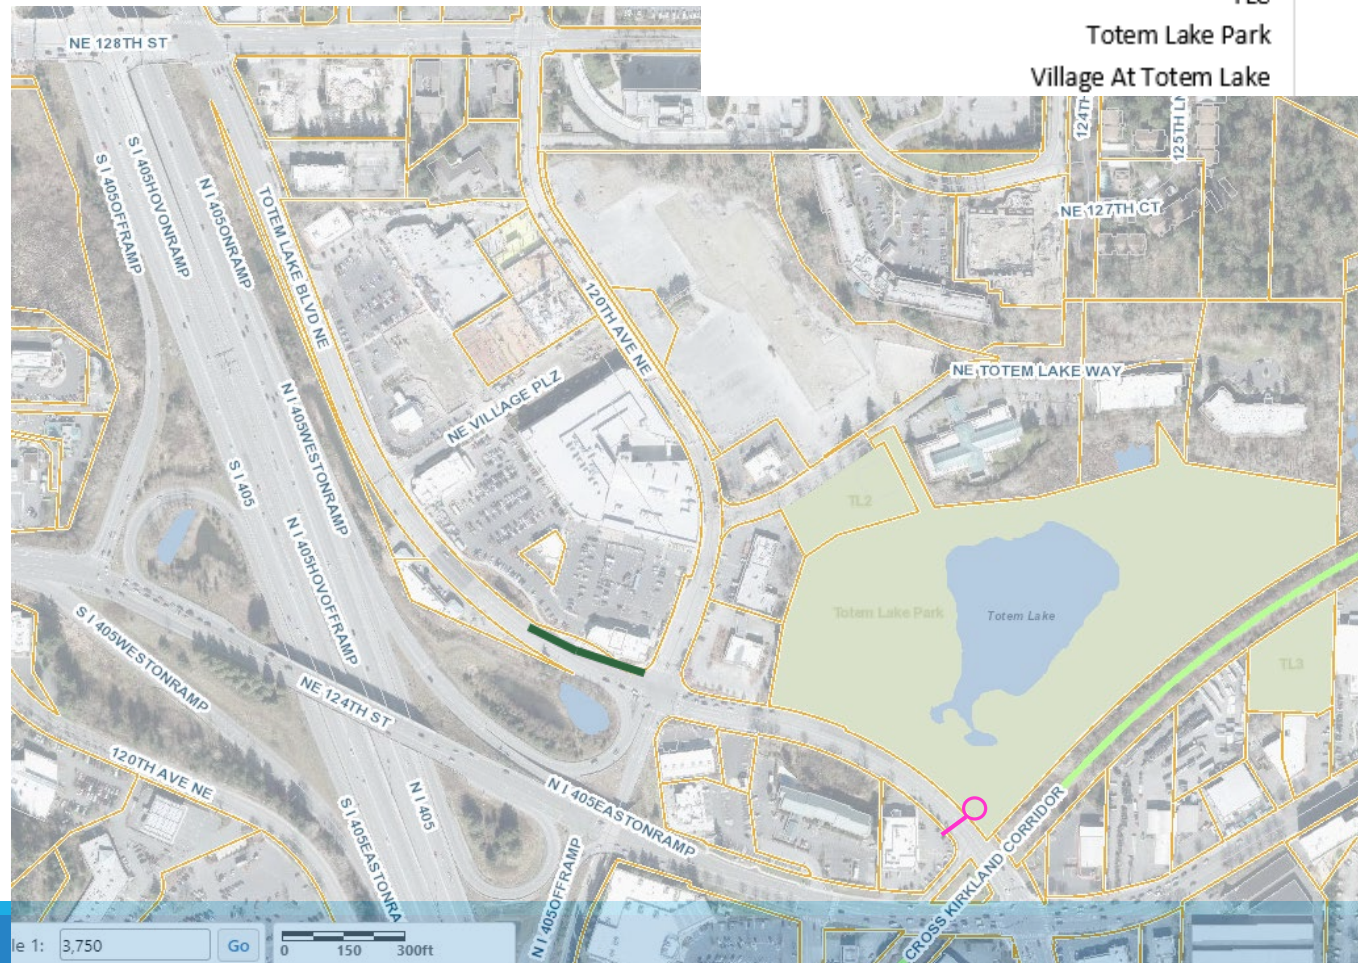 Totem Lake Park
Village At Totem Lake
NE 128TH ST
S I 405OFFRAMP
S I 405HOVONRAMP
N I 405ONRAMP
TOTEM LAKE BLVD NE
124TH
125TH LN
NE 127TH CT
120TH AVE NE
NE TOTEM LAKE WAY
NE VILLAGE PLZ
N I 405WESTONRAMP
S I 405
N I 405HOVOFFRAMP
TL2
Totem Lake Park
Totem Lake
TL3
S I 405WESTONRAMP
NE 124TH ST
120TH AVE NE
N I 405
N I 405EASTONRAMP
S I 405EASTONRA
N I 405OFFRAMP
CROSS KIRKLAND CORRIDOR
le 1: 3,750 Go
0 150 300ft